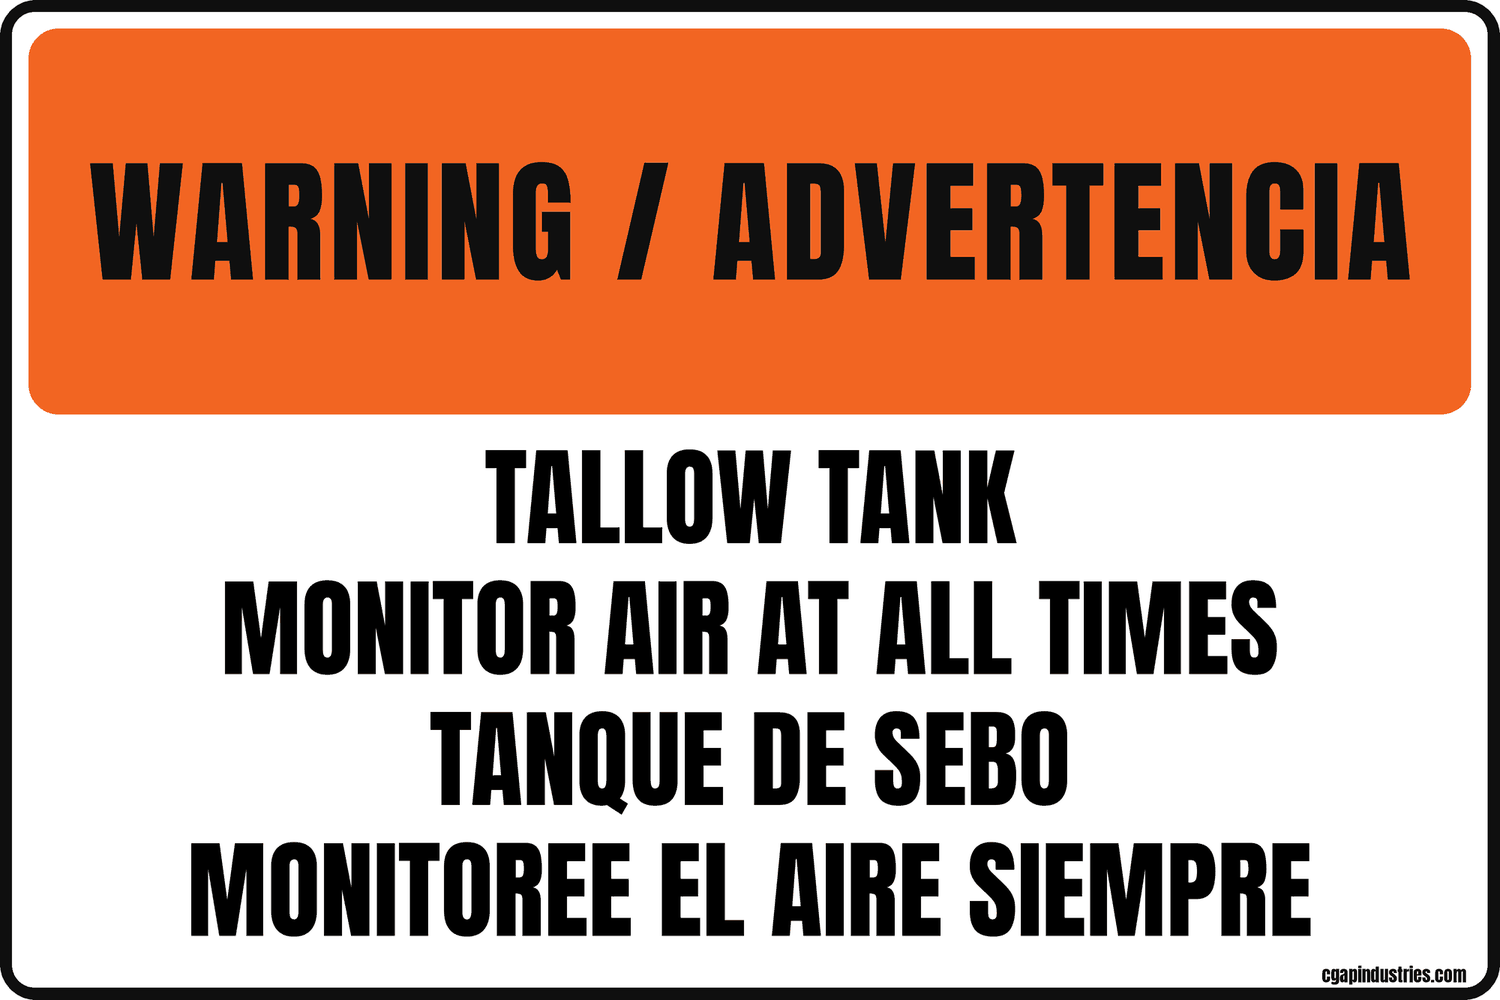 WARNING / ADVERTENCIA
TALLOW TANK
MONITOR AIR AT ALL TIMES
TANQUE DE SEBO
MONITOREE EL AIRE SIEMPRE
cgapindustries.com